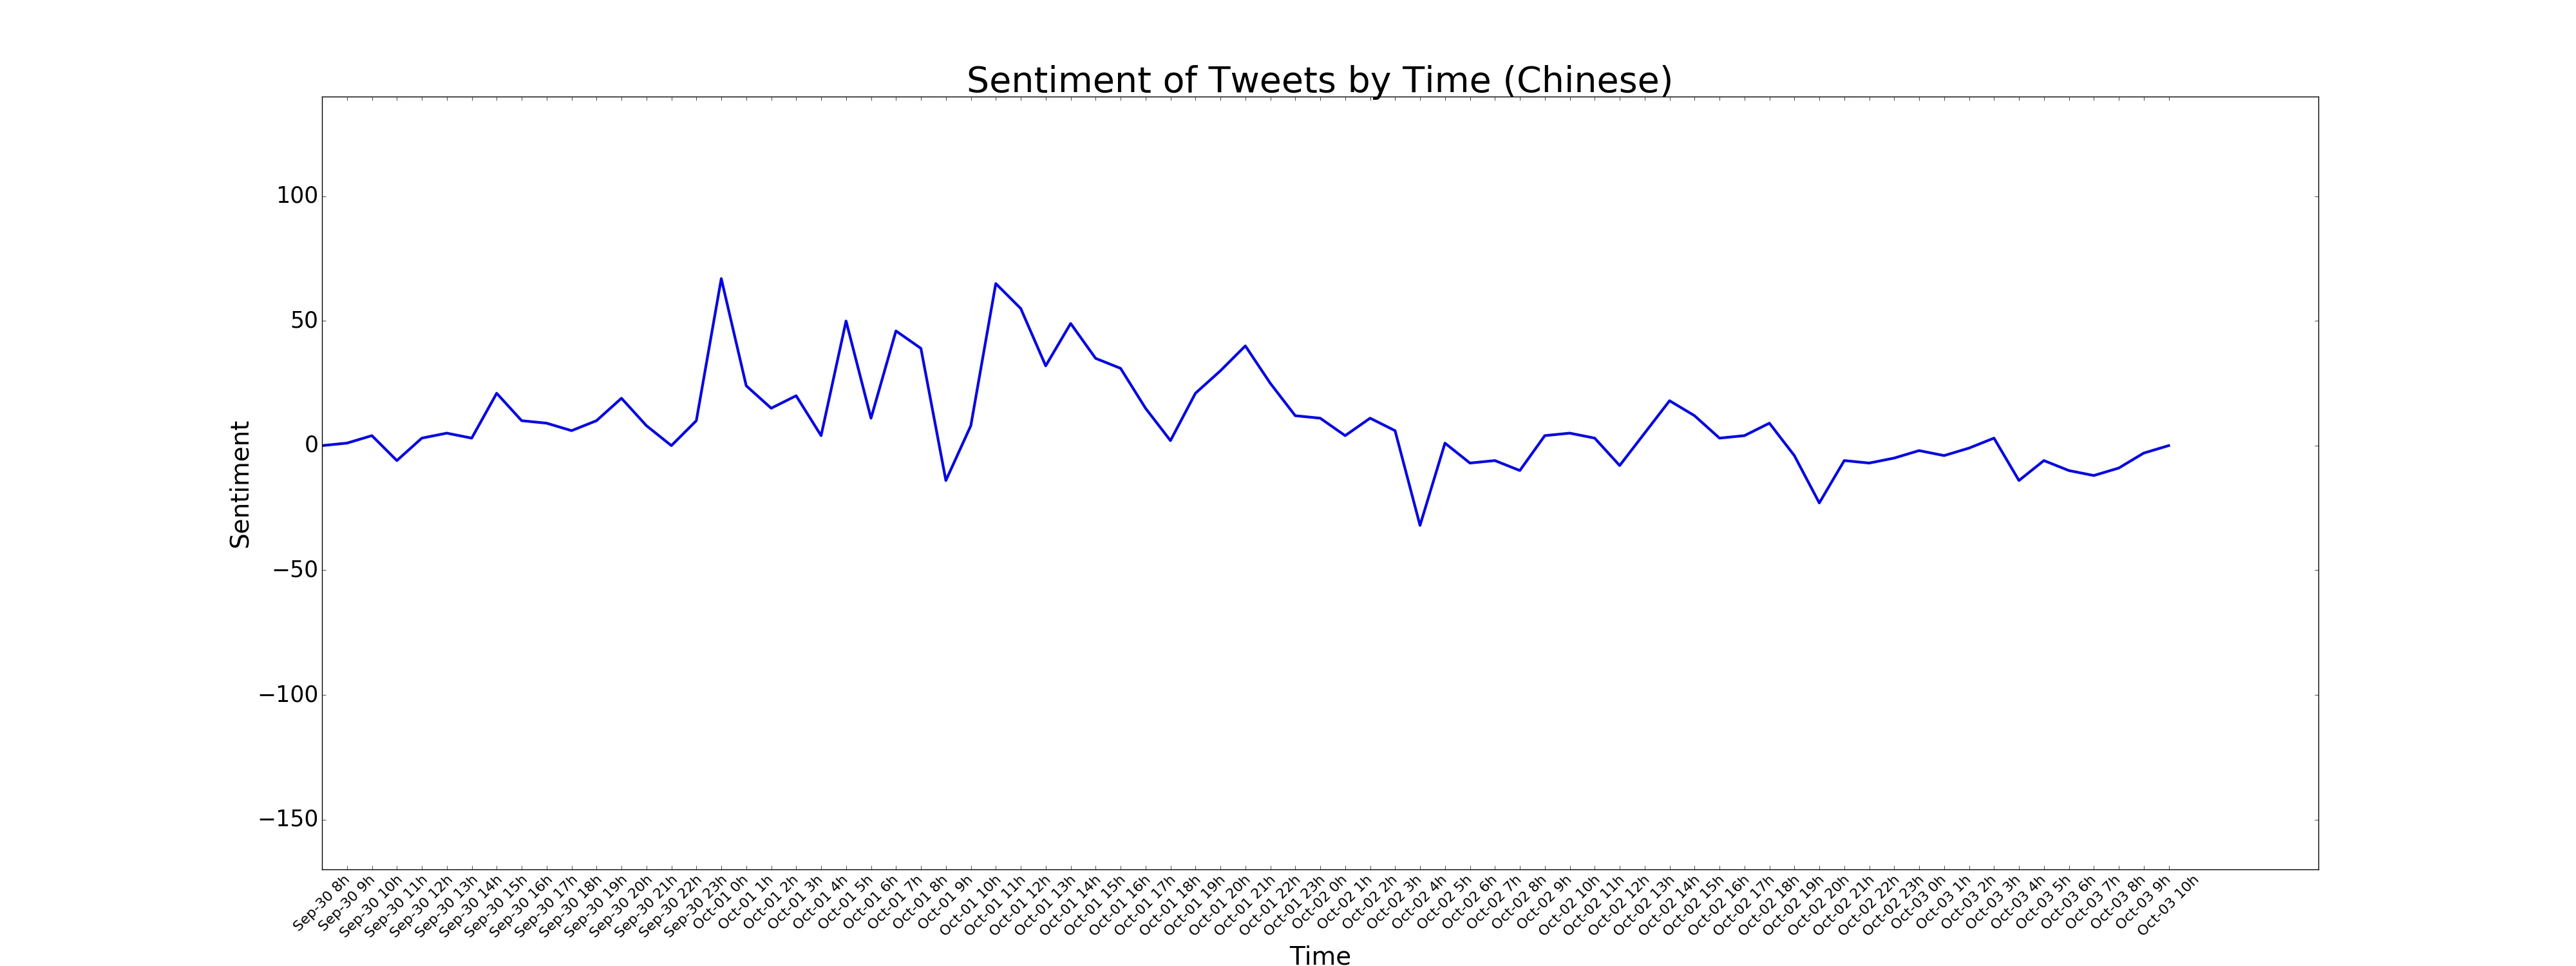 Sentiment of Tweets by Time (Chinese)
100
50
0
−50
−100
−150
Sentiment
Sep-30 8h
Sep-30 9h
Sep-30 10h
Sep-30 11h
Sep-30 12h
Sep-30 13h
Sep-30 14h
Sep-30 15h
Sep-30 16h
Sep-30 17h
Sep-30 18h
Sep-30 19h
Sep-30 20h
Sep-30 21h
Sep-30 22h
Sep-30 23h
Oct-01 0h
Oct-01 1h
Oct-01 2h
Oct-01 3h
Oct-01 4h
Oct-01 5h
Oct-01 6h
Oct-01 7h
Oct-01 8h
Oct-01 9h
Oct-01 10h
Oct-01 11h
Oct-01 12h
Oct-01 13h
Oct-01 14h
Oct-01 15h
Oct-01 16h
Oct-01 17h
Oct-01 18h
Oct-01 19h
Oct-01 20h
Oct-01 21h
Oct-01 22h
Oct-01 23h
Oct-02 0h
Oct-02 1h
Oct-02 2h
Oct-02 3h
Oct-02 4h
Oct-02 5h
Oct-02 6h
Oct-02 7h
Oct-02 8h
Oct-02 9h
Oct-02 10h
Oct-02 11h
Oct-02 12h
Oct-02 13h
Oct-02 14h
Oct-02 15h
Oct-02 16h
Oct-02 17h
Oct-02 18h
Oct-02 19h
Oct-02 20h
Oct-02 21h
Oct-02 22h
Oct-02 23h
Oct-03 0h
Oct-03 1h
Oct-03 2h
Oct-03 3h
Oct-03 4h
Oct-03 5h
Oct-03 6h
Oct-03 7h
Oct-03 8h
Oct-03 9h
Oct-03 10h
Time